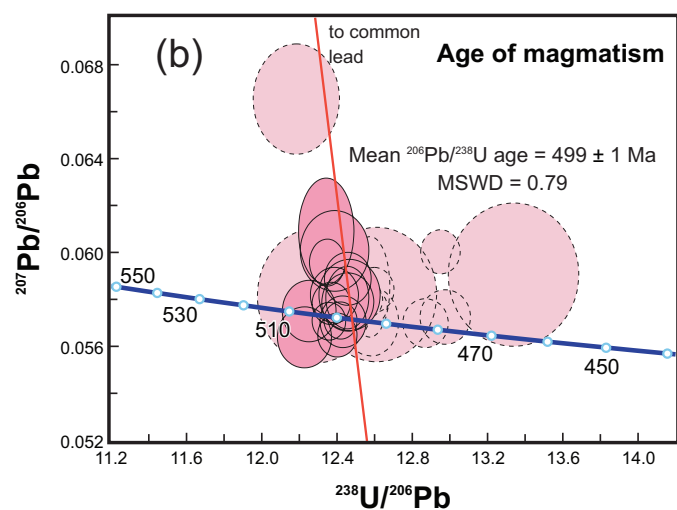 (b)
to common
lead
Age of magmatism
Mean ²⁰⁶Pb/²³⁸U age = 499 ± 1 Ma
MSWD = 0.79
0.068
0.064
0.060
0.056
0.052
²⁰⁷Pb/²⁰⁶Pb
550
530
510
470
450
11.2 11.6 12.0 12.4 12.8 13.2 13.6 14.0
²³⁸U/²⁰⁶Pb